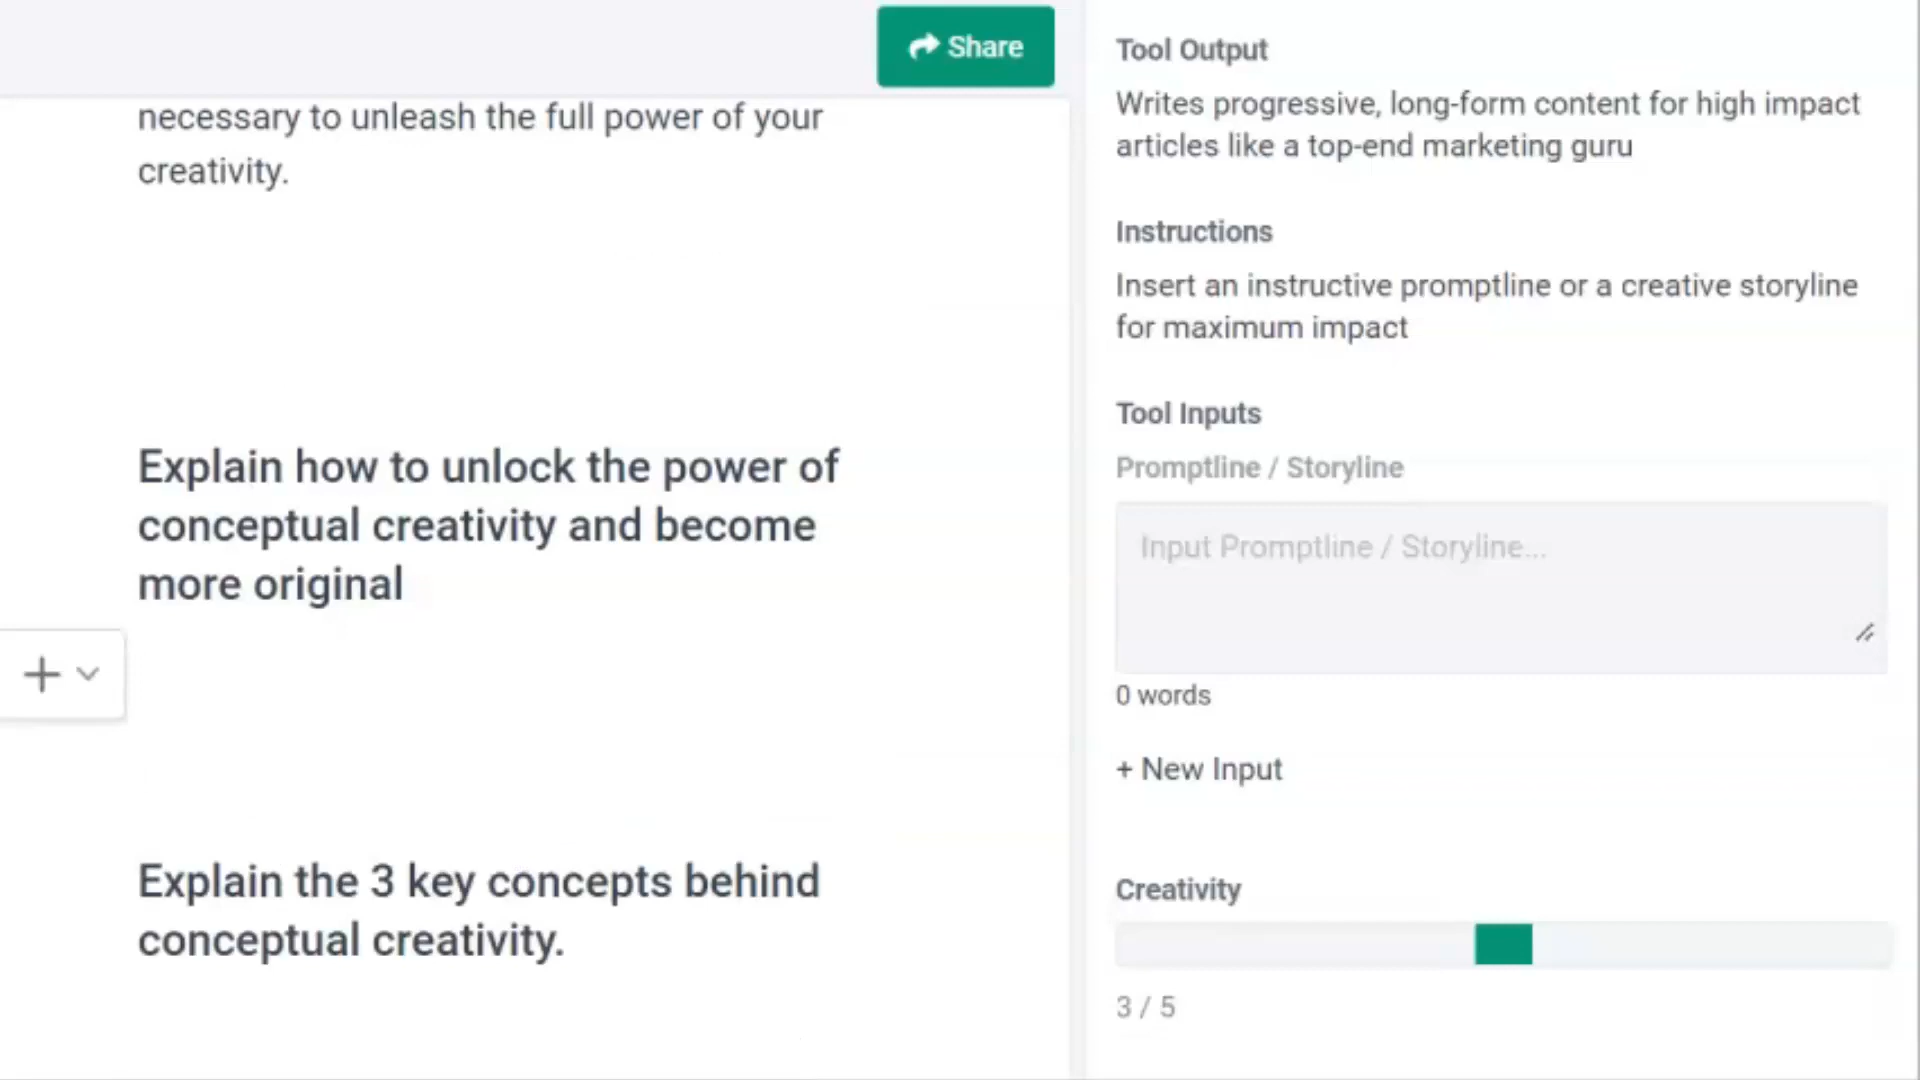 Share
necessary to unleash the full power of your
creativity.
Explain how to unlock the power of
conceptual creativity and become
more original
Explain the 3 key concepts behind
conceptual creativity.
Tool Output
Writes progressive, long-form content for high impact
articles like a top-end marketing guru
Instructions
Insert an instructive promptline or a creative storyline
for maximum impact
Tool Inputs
Promptline / Storyline
Input Promptline / Storyline...
0 words
+ New Input
Creativity
3 / 5